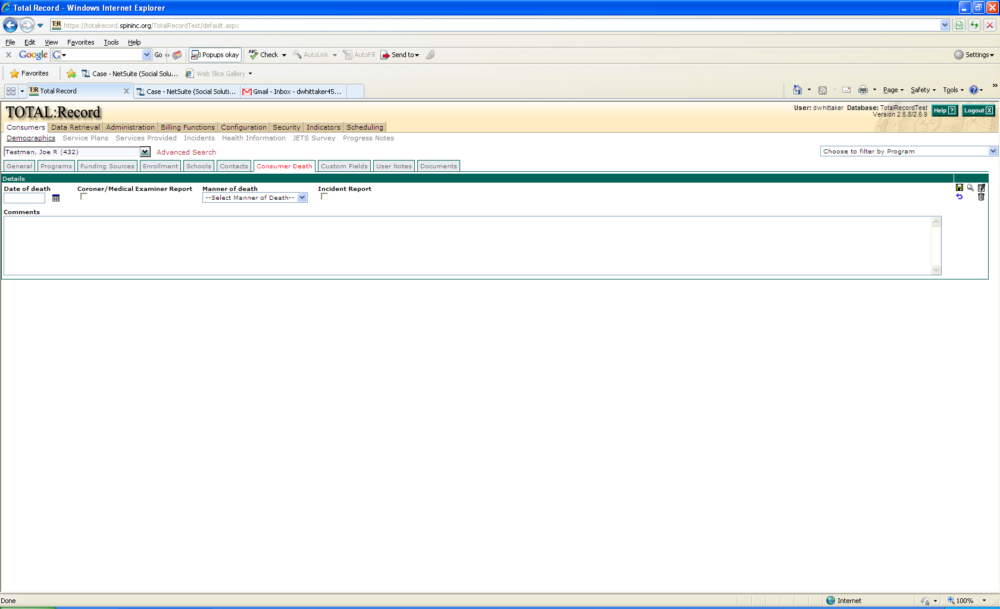 Total Record - Windows Internet Explorer
https://totalrecord.spininc.org/TotalRecordTest/default.aspx
File Edit View Favorites Tools Help
x Google G Go Popups okay ABC Check AutoLink AutoFill Send to Settings
Favorites Case - NetSuite (Social Solu... Web Slice Gallery
T:R Total Record X Case - NetSuite (Social Soluti... Gmail - Inbox - dwhittaker45... Page Safety Tools »
TOTAL:Record User: dwhittaker Database: TotalRecordTest Help ? Logout X
Version 2.6.8/2.6.9
Consumers Data Retrieval Administration Billing Functions Configuration Security Indicators Scheduling
Demographics Service Plans Services Provided Incidents Health Information JETS Survey Progress Notes
Testman, Joe R (432) Advanced Search Choose to filter by Program
General Programs Funding Sources Enrollment Schools Contacts Consumer Death Custom Fields User Notes Documents
Details
Date of death Coroner/Medical Examiner Report Manner of death Incident Report
--Select Manner of Death--
Comments
Done Internet 100%